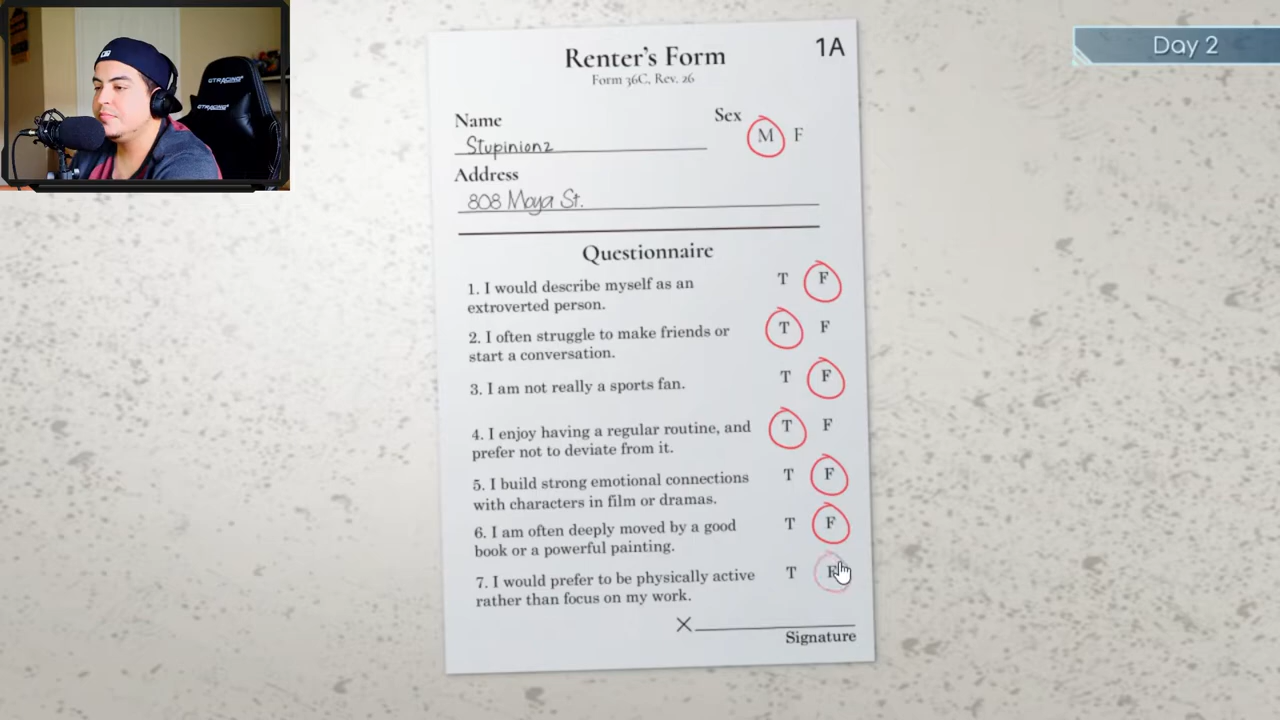 Day 2
1A
Renter's Form
Form 36C, Rev. 26
Name
Sex
Stupinionz
M F
Address
808 Moya St.
Questionnaire
1. I would describe myself as an
extroverted person.
T F
2. I often struggle to make friends or
start a conversation.
T F
3. I am not really a sports fan.
T F
4. I enjoy having a regular routine, and
prefer not to deviate from it.
T F
5. I build strong emotional connections
with characters in film or dramas.
T F
6. I am often deeply moved by a good
book or a powerful painting.
T F
7. I would prefer to be physically active
rather than focus on my work.
T F
X
Signature
GTRACING
GTRACING